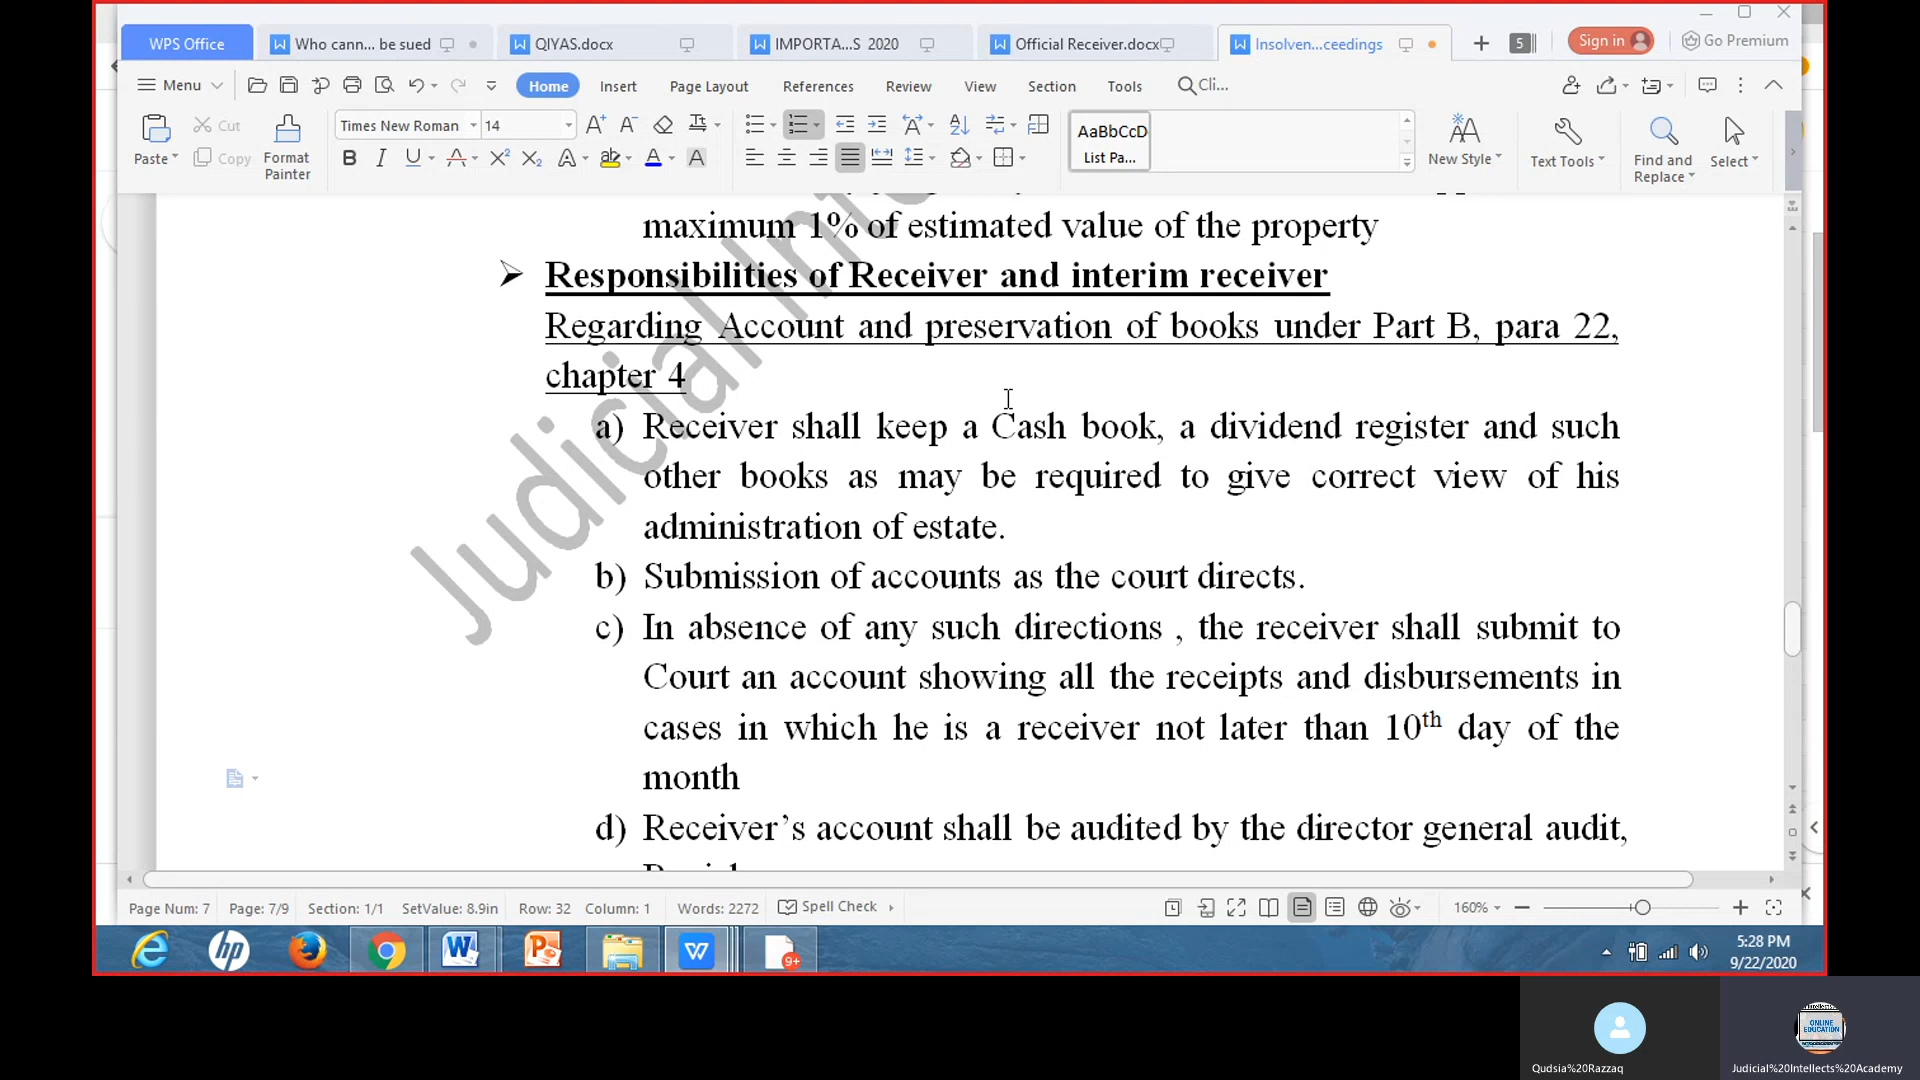 WPS Office
Who cann... be sued
QIYAS.docx
IMPORTA...S 2020
Official Receiver.docx
Insolven...ceedings
5
Sign in
Go Premium
Menu
Home
Insert
Page Layout
References
Review
View
Section
Tools
Cli...
Paste
Cut
Copy
Format
Painter
Times New Roman
14
AaBbCcD
List Pa...
New Style
Text Tools
Find and
Replace
Select
maximum 1% of estimated value of the property
Responsibilities of Receiver and interim receiver
Regarding Account and preservation of books under Part B, para 22,
chapter 4
a) Receiver shall keep a Cash book, a dividend register and such
other books as may be required to give correct view of his
administration of estate.
b) Submission of accounts as the court directs.
c) In absence of any such directions , the receiver shall submit to
Court an account showing all the receipts and disbursements in
cases in which he is a receiver not later than 10th day of the
month
d) Receiver’s account shall be audited by the director general audit,
Judicial
Page Num: 7
Page: 7/9
Section: 1/1
SetValue: 8.9in
Row: 32
Column: 1
Words: 2272
Spell Check
160%
9+
5:28 PM
9/22/2020
ONLINE
EDUCATION
Qudsia%20Razzaq
Judicial%20Intellects%20Academy